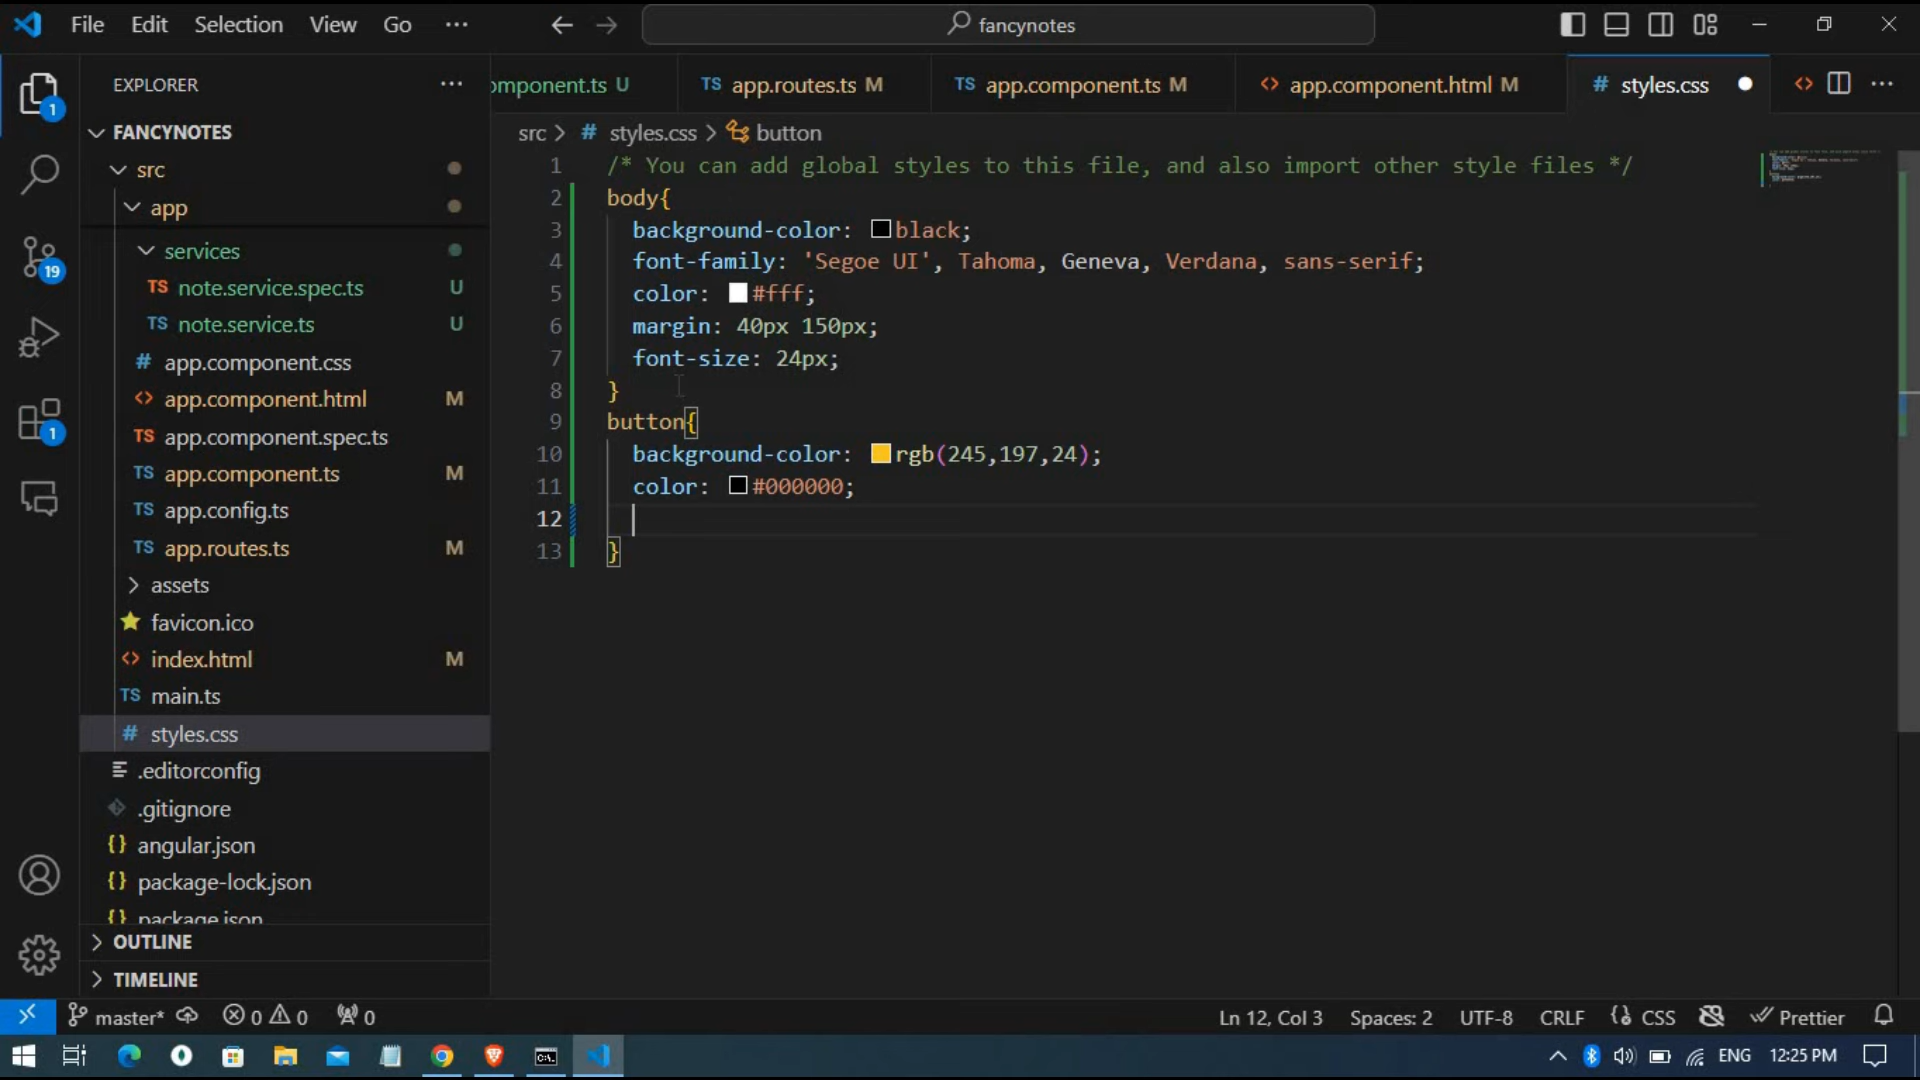 File Edit Selection View Go ··· fancynotes
EXPLORER ···
omponent.ts U TS app.routes.ts M TS app.component.ts M <> app.component.html M # styles.css ● <> ···
FANCYNOTES
src > # styles.css > button
src
app
services
TS note.service.spec.ts U
TS note.service.ts U
# app.component.css
<> app.component.html M
TS app.component.spec.ts
TS app.component.ts M
TS app.config.ts
TS app.routes.ts M
assets
favicon.ico
<> index.html M
TS main.ts
# styles.css
.editorconfig
.gitignore
{} angular.json
{} package-lock.json
{} package.json
OUTLINE
TIMELINE
1 /* You can add global styles to this file, and also import other style files */
2 body{
3 background-color: black;
4 font-family: 'Segoe UI', Tahoma, Geneva, Verdana, sans-serif;
5 color: #fff;
6 margin: 40px 150px;
7 font-size: 24px;
8 }
9 button{
10 background-color: rgb(245,197,24);
11 color: #000000;
12
13 }
1
19
1
master* 0 0 0 Ln 12, Col 3 Spaces: 2 UTF-8 CRLF {} CSS Prettier
ENG 12:25 PM